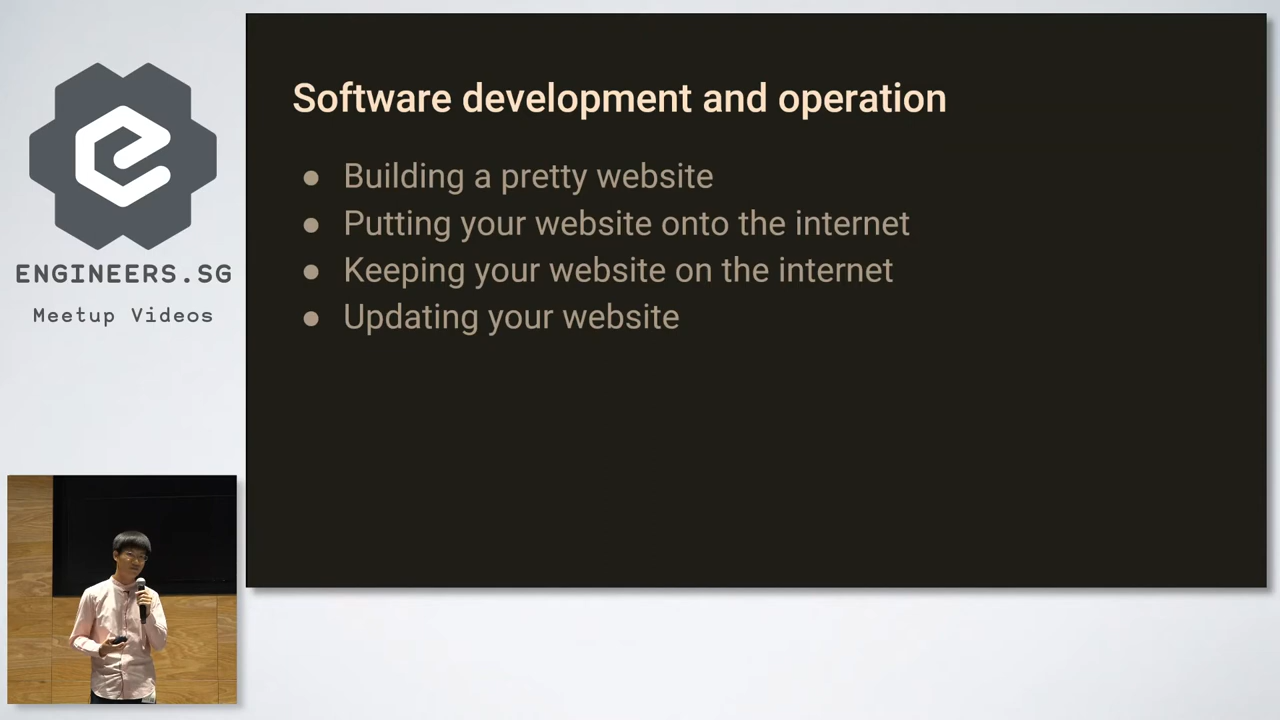 Software development and operation
● Building a pretty website
● Putting your website onto the internet
● Keeping your website on the internet
● Updating your website
ENGINEERS.SG
Meetup Videos